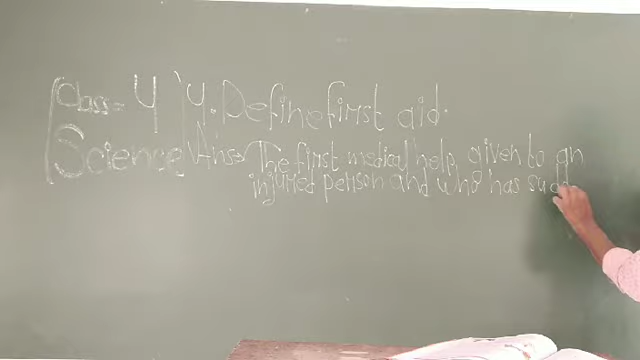 Class = 4
Science
4. Define first aid.
Ans→ The first medical help given to an
injured person and who has